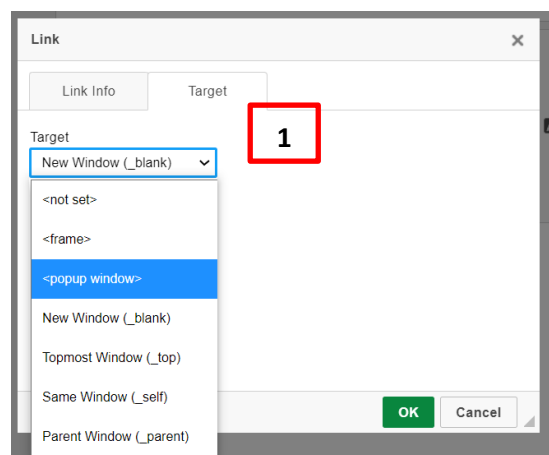 Link
Link Info Target
1
Target
New Window (_blank)
<not set>
<frame>
<popup window>
New Window (_blank)
Topmost Window (_top)
Same Window (_self)
OK Cancel
Parent Window (_parent)